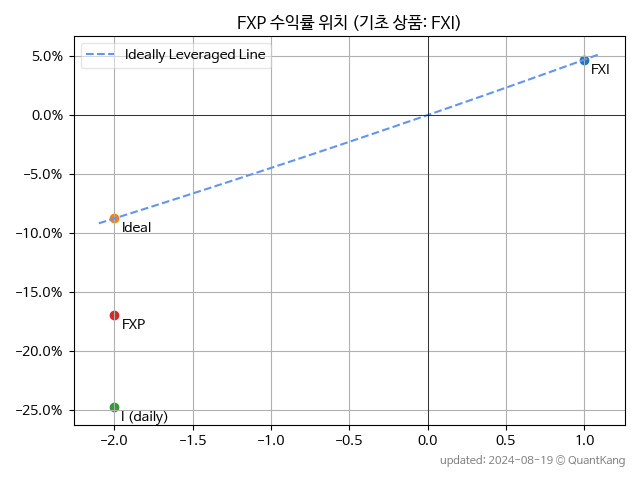 FXP 수익률 위치 (기초 상품: FXI)
Ideally Leveraged Line
5.0%
0.0%
−5.0%
−10.0%
−15.0%
−20.0%
−25.0%
FXI
Ideal
FXP
I (daily)
−2.0 −1.5 −1.0 −0.5 0.0 0.5 1.0
updated: 2024-08-19 © QuantKang